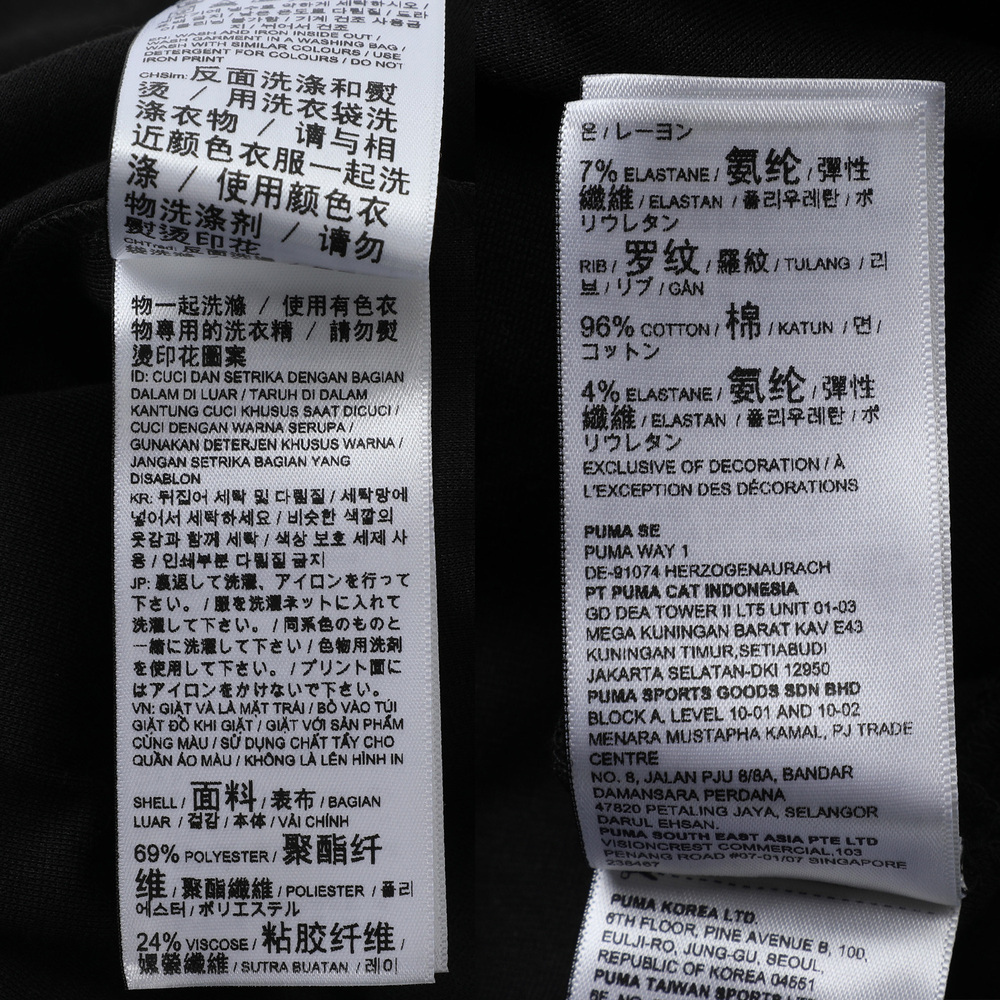 EN: WASH AND IRON INSIDE OUT /
WASH GARMENT IN A WASHING BAG /
WASH WITH SIMILAR COLOURS / USE
DETERGENT FOR COLOURS / DO NOT
IRON PRINT
CHSim: 反面洗涤和熨
烫 / 用洗衣袋洗
涤衣物 / 请与相
近颜色衣服一起洗
涤 / 使用颜色衣
物洗涤剂 / 请勿
熨烫印花
物一起洗滌 / 使用有色衣
物專用的洗衣精 / 請勿熨
燙印花圖案
ID: CUCI DAN SETRIKA DENGAN BAGIAN
DALAM DI LUAR / TARUH DI DALAM
KANTUNG CUCI KHUSUS SAAT DICUCI /
CUCI DENGAN WARNA SERUPA /
GUNAKAN DETERJEN KHUSUS WARNA /
JANGAN SETRIKA BAGIAN YANG
DISABLON
KR: 뒤집어 세탁 및 다림질 / 세탁망에
넣어서 세탁하세요 / 비슷한 색깔의
옷감과 함께 세탁 / 색상 보호 세제 사
용 / 인쇄부분 다림질 금지
JP: 裏返して洗濯、アイロンを行って
下さい。 / 服を洗濯ネットに入れて
洗濯して下さい。 / 同系色のものと
一緒に洗濯して下さい / 色物用洗剤
を使用して下さい。 / プリント面に
はアイロンをかけないで下さい。
VN: GIẶT VÀ LÀ MẶT TRÁI / BỎ VÀO TÚI
GIẶT ĐỒ KHI GIẶT / GIẶT VỚI SẢN PHẨM
CÙNG MÀU / SỬ DỤNG CHẤT TẨY CHO
QUẦN ÁO MÀU / KHÔNG LÀ LÊN HÌNH IN
SHELL / 面料 / 表布 / BAGIAN
LUAR / 겉감 / 本体 / VẢI CHÍNH
69% POLYESTER / 聚酯纤
维 / 聚酯纖維 / POLIESTER / 폴리
에스터 / ポリエステル
24% VISCOSE / 粘胶纤维 /
嫘縈纖維 / SUTRA BUATAN / 레이
온 / レーヨン
7% ELASTANE / 氨纶 / 彈性
纖維 / ELASTAN / 폴리우레탄 / ポ
リウレタン
RIB / 罗纹 / 羅紋 / TULANG / 리
브 / リブ / GÂN
96% COTTON / 棉 / KATUN / 면 /
コットン
4% ELASTANE / 氨纶 / 彈性
纖維 / ELASTAN / 폴리우레탄 / ポ
リウレタン
EXCLUSIVE OF DECORATION / À
L'EXCEPTION DES DÉCORATIONS
PUMA SE
PUMA WAY 1
DE-91074 HERZOGENAURACH
PT PUMA CAT INDONESIA
GD DEA TOWER II LT5 UNIT 01-03
MEGA KUNINGAN BARAT KAV E43
KUNINGAN TIMUR,SETIABUDI
JAKARTA SELATAN-DKI 12950
PUMA SPORTS GOODS SDN BHD
BLOCK A, LEVEL 10-01 AND 10-02
MENARA MUSTAPHA KAMAL, PJ TRADE
CENTRE
NO. 8, JALAN PJU 8/8A, BANDAR
DAMANSARA PERDANA
47820 PETALING JAYA, SELANGOR
DARUL EHSAN.
PUMA SOUTH EAST ASIA PTE LTD
VISIONCREST COMMERCIAL,103
PENANG ROAD #07-01/07 SINGAPORE
238467
PUMA KOREA LTD.
6TH FLOOR, PINE AVENUE B, 100,
EULJI-RO, JUNG-GU, SEOUL,
REPUBLIC OF KOREA 04551
PUMA TAIWAN SPORTS